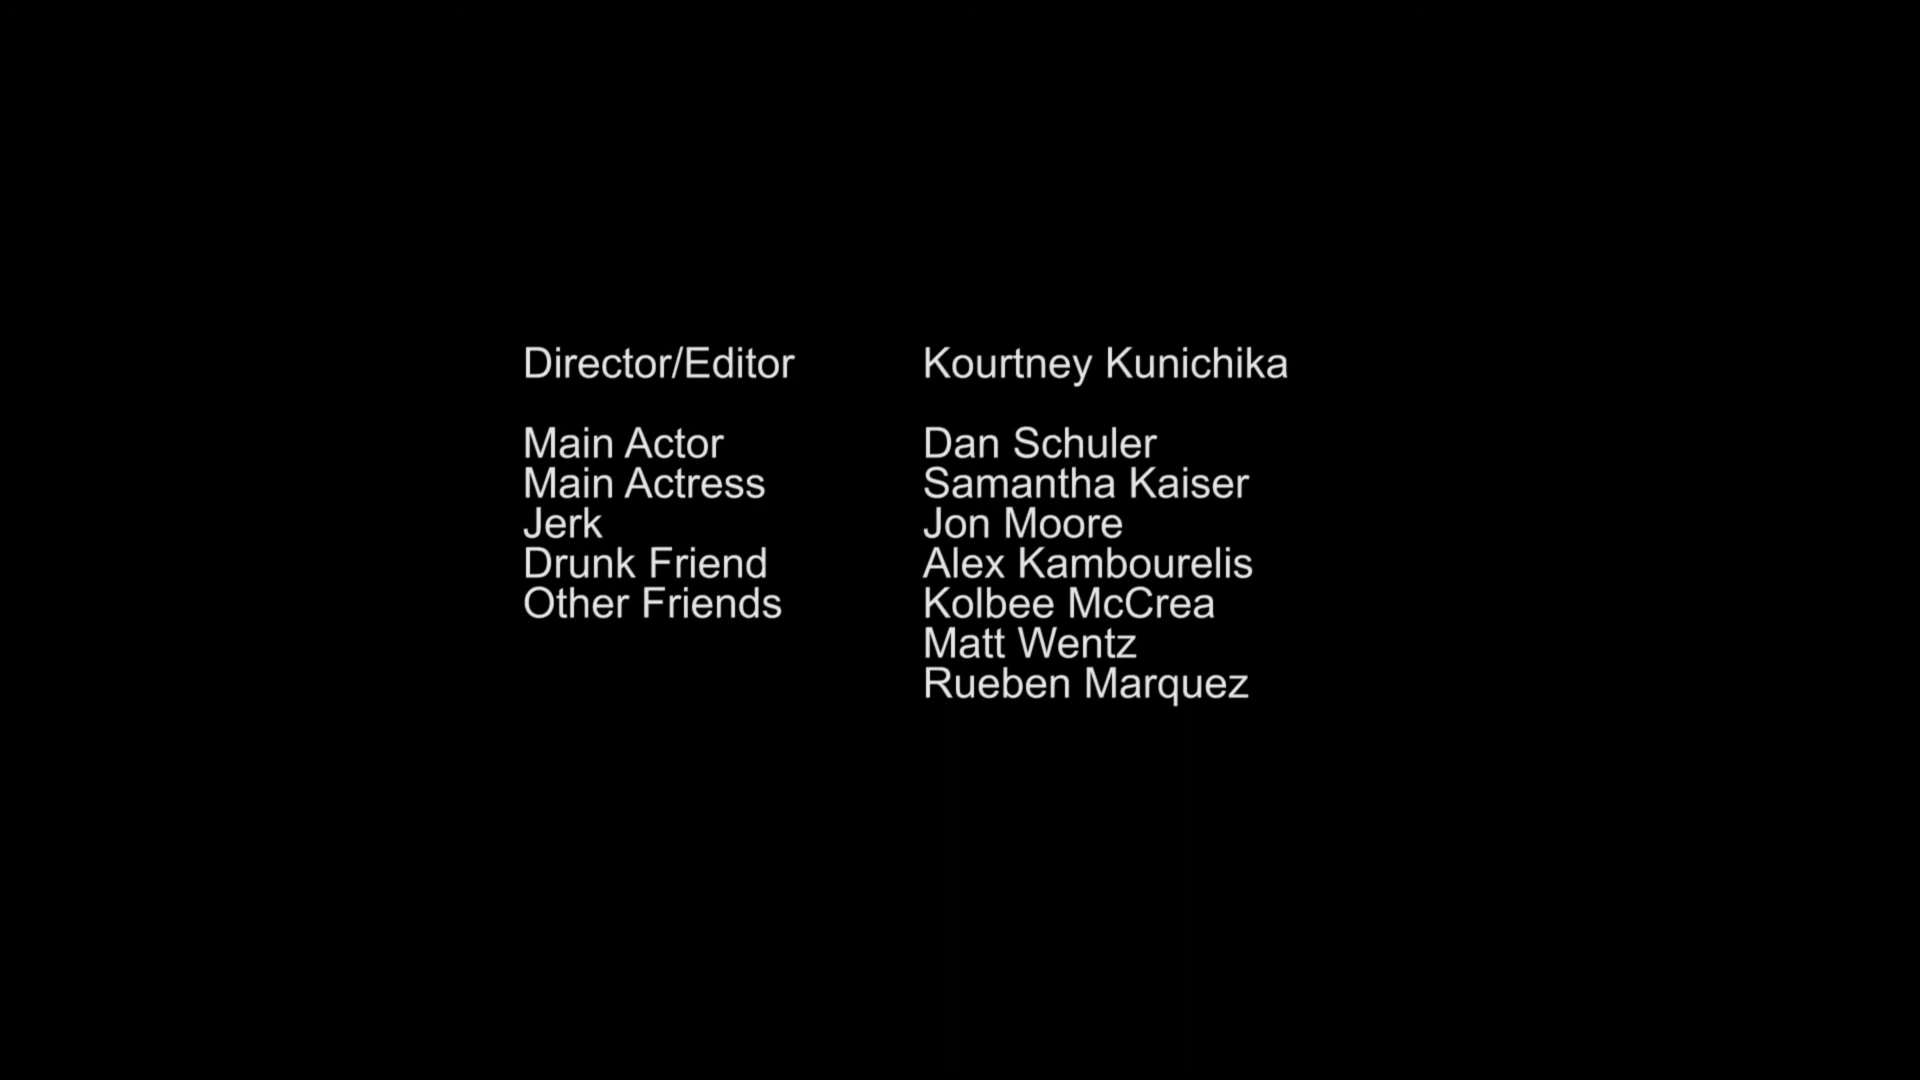 Director/Editor Kourtney Kunichika
Main Actor Dan Schuler
Main Actress Samantha Kaiser
Jerk Jon Moore
Drunk Friend Alex Kambourelis
Other Friends Kolbee McCrea
Matt Wentz
Rueben Marquez